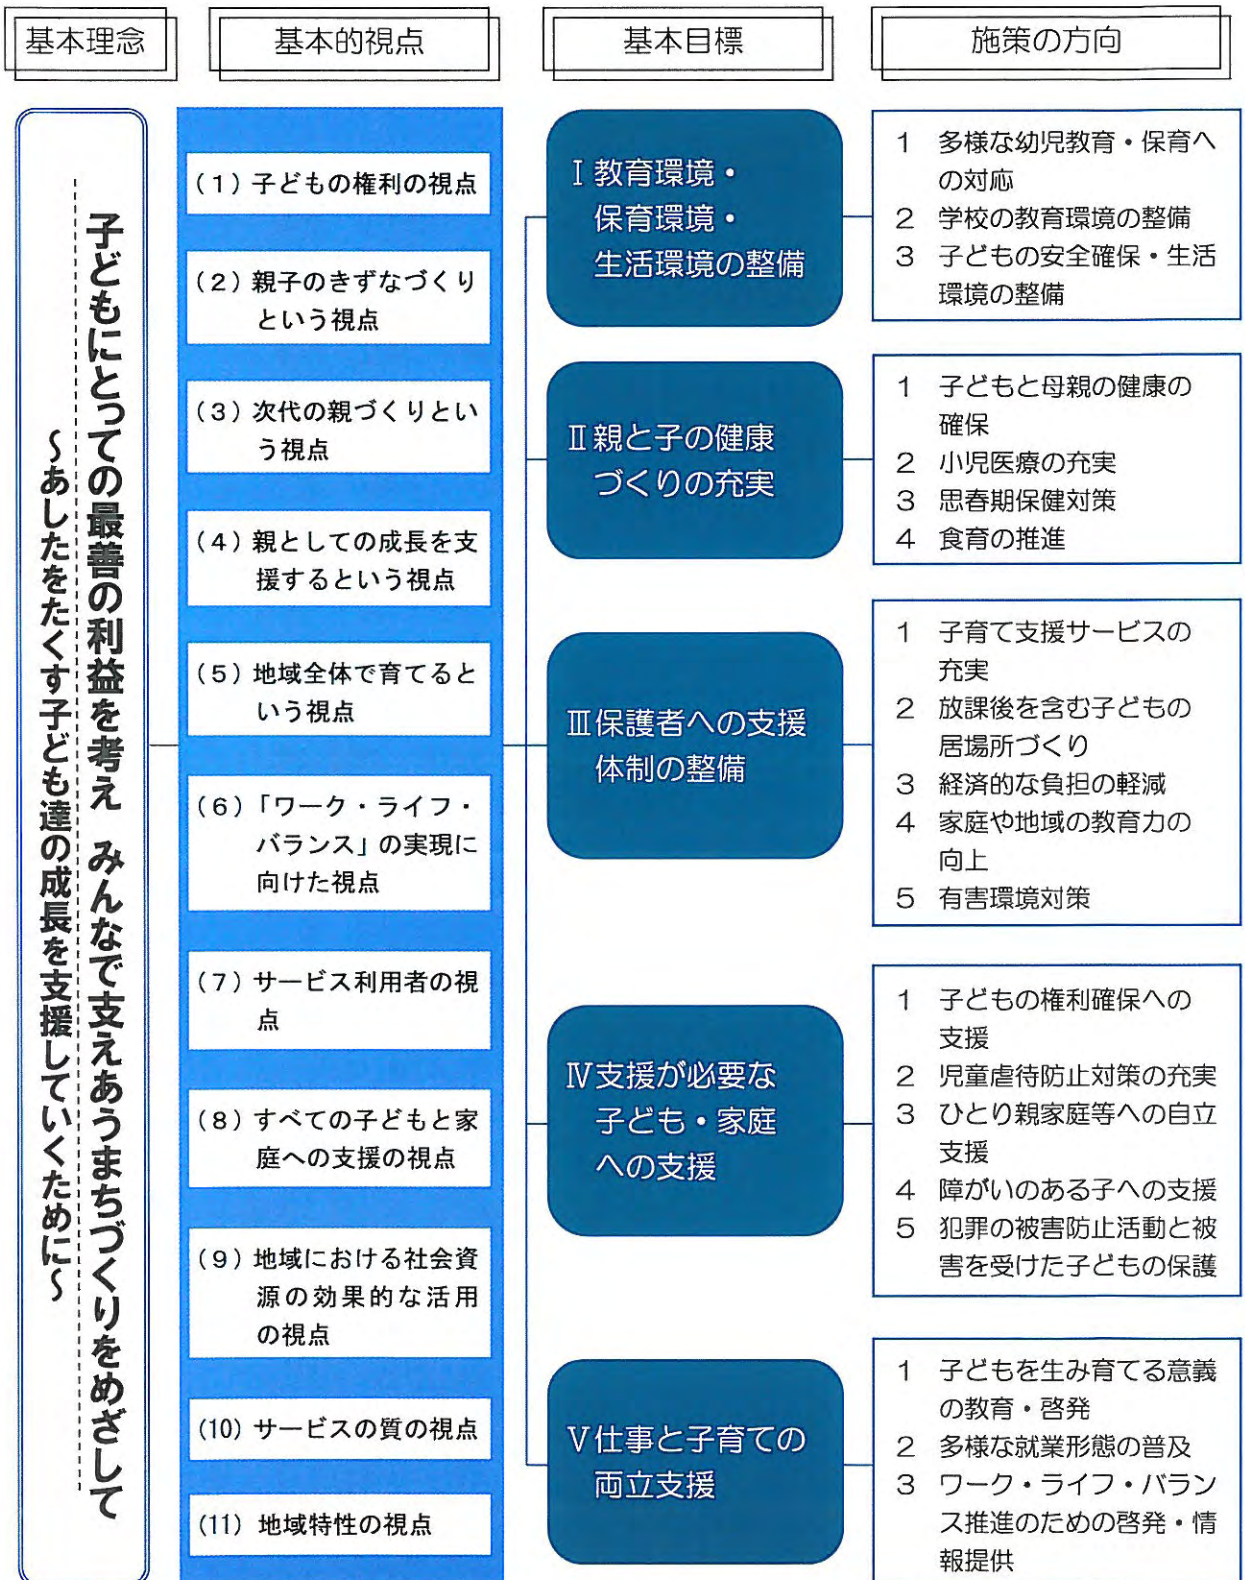 基本理念
基本的視点
基本目標
施策の方向
子どもにとっての最善の利益を考え　みんなで支えあうまちづくりをめざして
～あしたをたくす子ども達の成長を支援していくために～
(1) 子どもの権利の視点
(2) 親子のきずなづくり
という視点
(3) 次代の親づくりとい
う視点
(4) 親としての成長を支
援するという視点
(5) 地域全体で育てると
いう視点
(6) 「ワーク・ライフ・
バランス」の実現に
向けた視点
(7) サービス利用者の視
点
(8) すべての子どもと家
庭への支援の視点
(9) 地域における社会資
源の効果的な活用
の視点
(10) サービスの質の視点
(11) 地域特性の視点
Ⅰ教育環境・
保育環境・
生活環境の整備
1 多様な幼児教育・保育へ
の対応
2 学校の教育環境の整備
3 子どもの安全確保・生活
環境の整備
Ⅱ親と子の健康
づくりの充実
1 子どもと母親の健康の
確保
2 小児医療の充実
3 思春期保健対策
4 食育の推進
Ⅲ保護者への支援
体制の整備
1 子育て支援サービスの
充実
2 放課後を含む子どもの
居場所づくり
3 経済的な負担の軽減
4 家庭や地域の教育力の
向上
5 有害環境対策
Ⅳ支援が必要な
子ども・家庭
への支援
1 子どもの権利確保への
支援
2 児童虐待防止対策の充実
3 ひとり親家庭等への自立
支援
4 障がいのある子への支援
5 犯罪の被害防止活動と被
害を受けた子どもの保護
Ⅴ仕事と子育ての
両立支援
1 子どもを生み育てる意義
の教育・啓発
2 多様な就業形態の普及
3 ワーク・ライフ・バラン
ス推進のための啓発・情
報提供